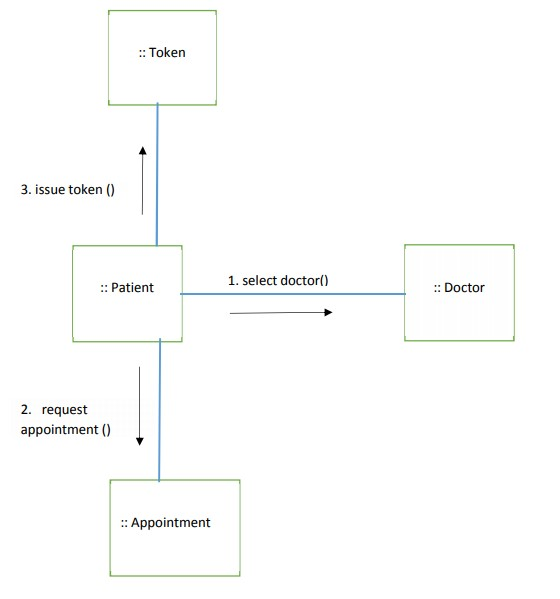 :: Token
3. issue token ()
1. select doctor()
:: Patient
:: Doctor
2. request
appointment ()
:: Appointment